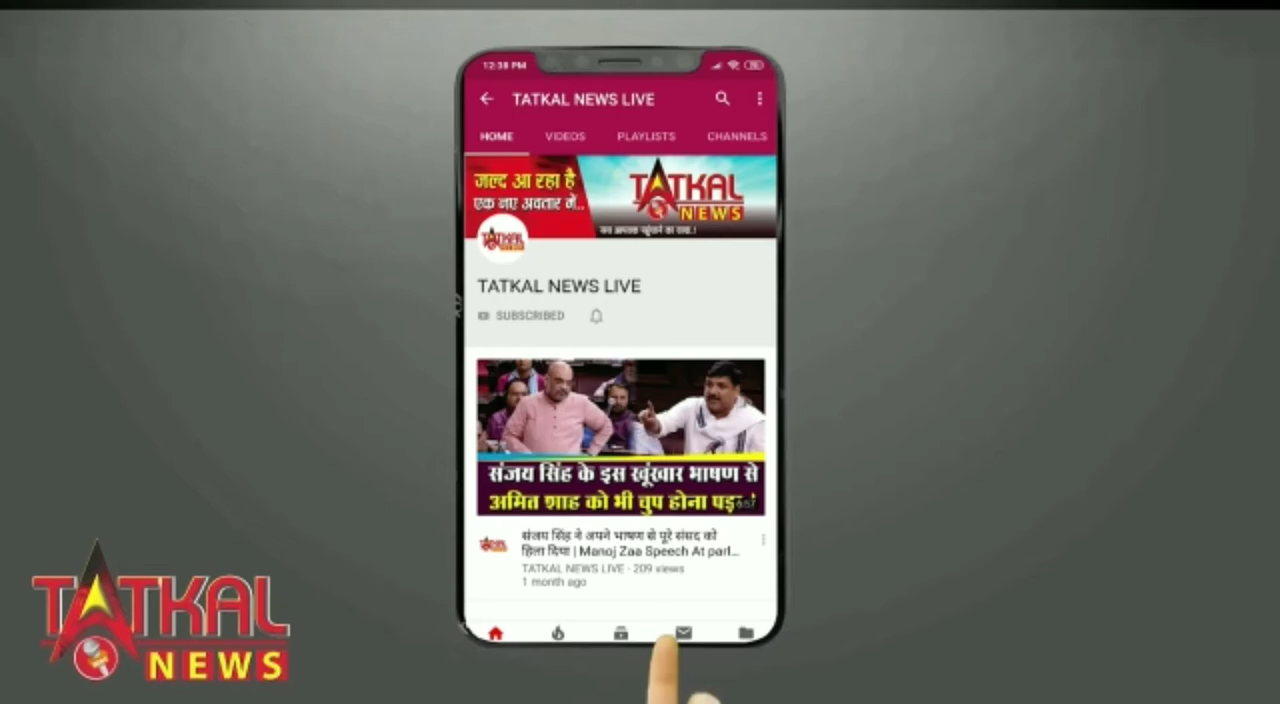 12:38 PM
TATKAL NEWS LIVE
HOME VIDEOS PLAYLISTS CHANNELS
जल्द आ रहा है
एक नए अवतार में..
TATKAL
NEWS
TATKAL
TATKAL NEWS LIVE
SUBSCRIBED
संजय सिंह के इस खूंखार भाषण से
अमित शाह को भी चुप होना
संजय सिंह ने अपने भाषण से पूरे संसद को
हिला दिया | Manoj Zaa Speech At parl...
TATKAL NEWS LIVE · 209 views
1 month ago
TATKAL
NEWS